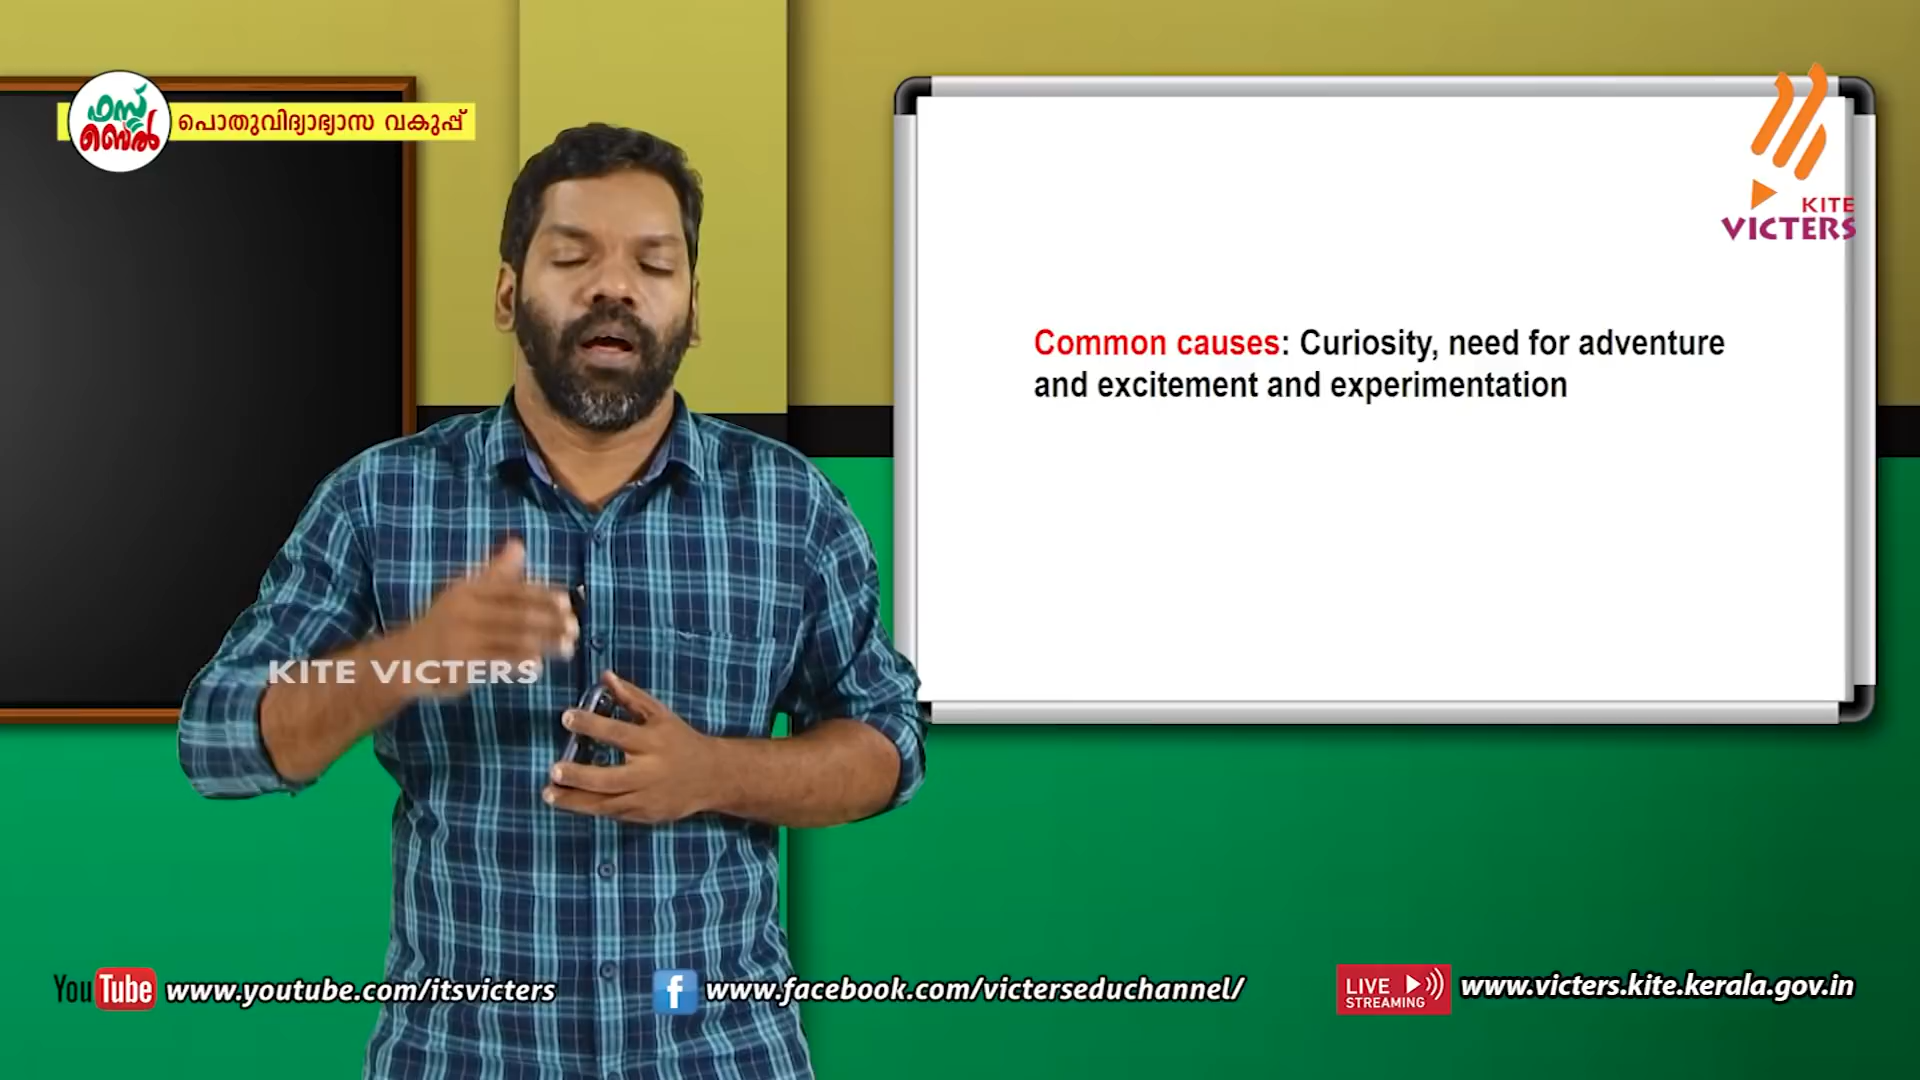 ഫസ്റ്റ്
ബെൽ
പൊതുവിദ്യാഭ്യാസ വകുപ്പ്
KITE
VICTERS
Common causes: Curiosity, need for adventure
and excitement and experimentation
KITE VICTERS
YouTube www.youtube.com/itsvicters
f www.facebook.com/victerseduchannel/
LIVE
STREAMING
www.victers.kite.kerala.gov.in